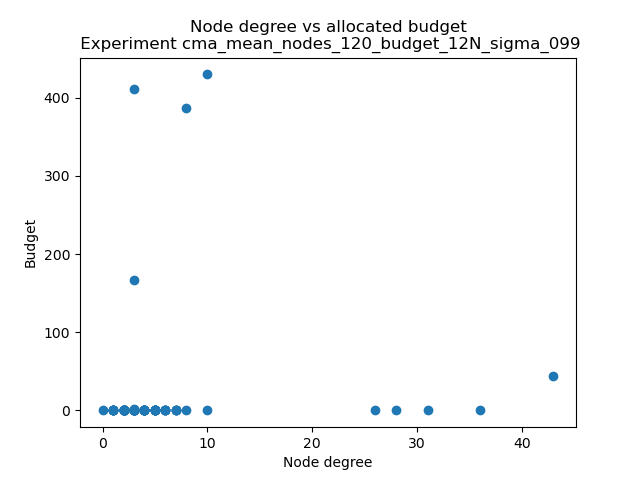 Node degree vs allocated budget
Experiment cma_mean_nodes_120_budget_12N_sigma_099
Budget
400
300
200
100
0
0 10 20 30 40
Node degree